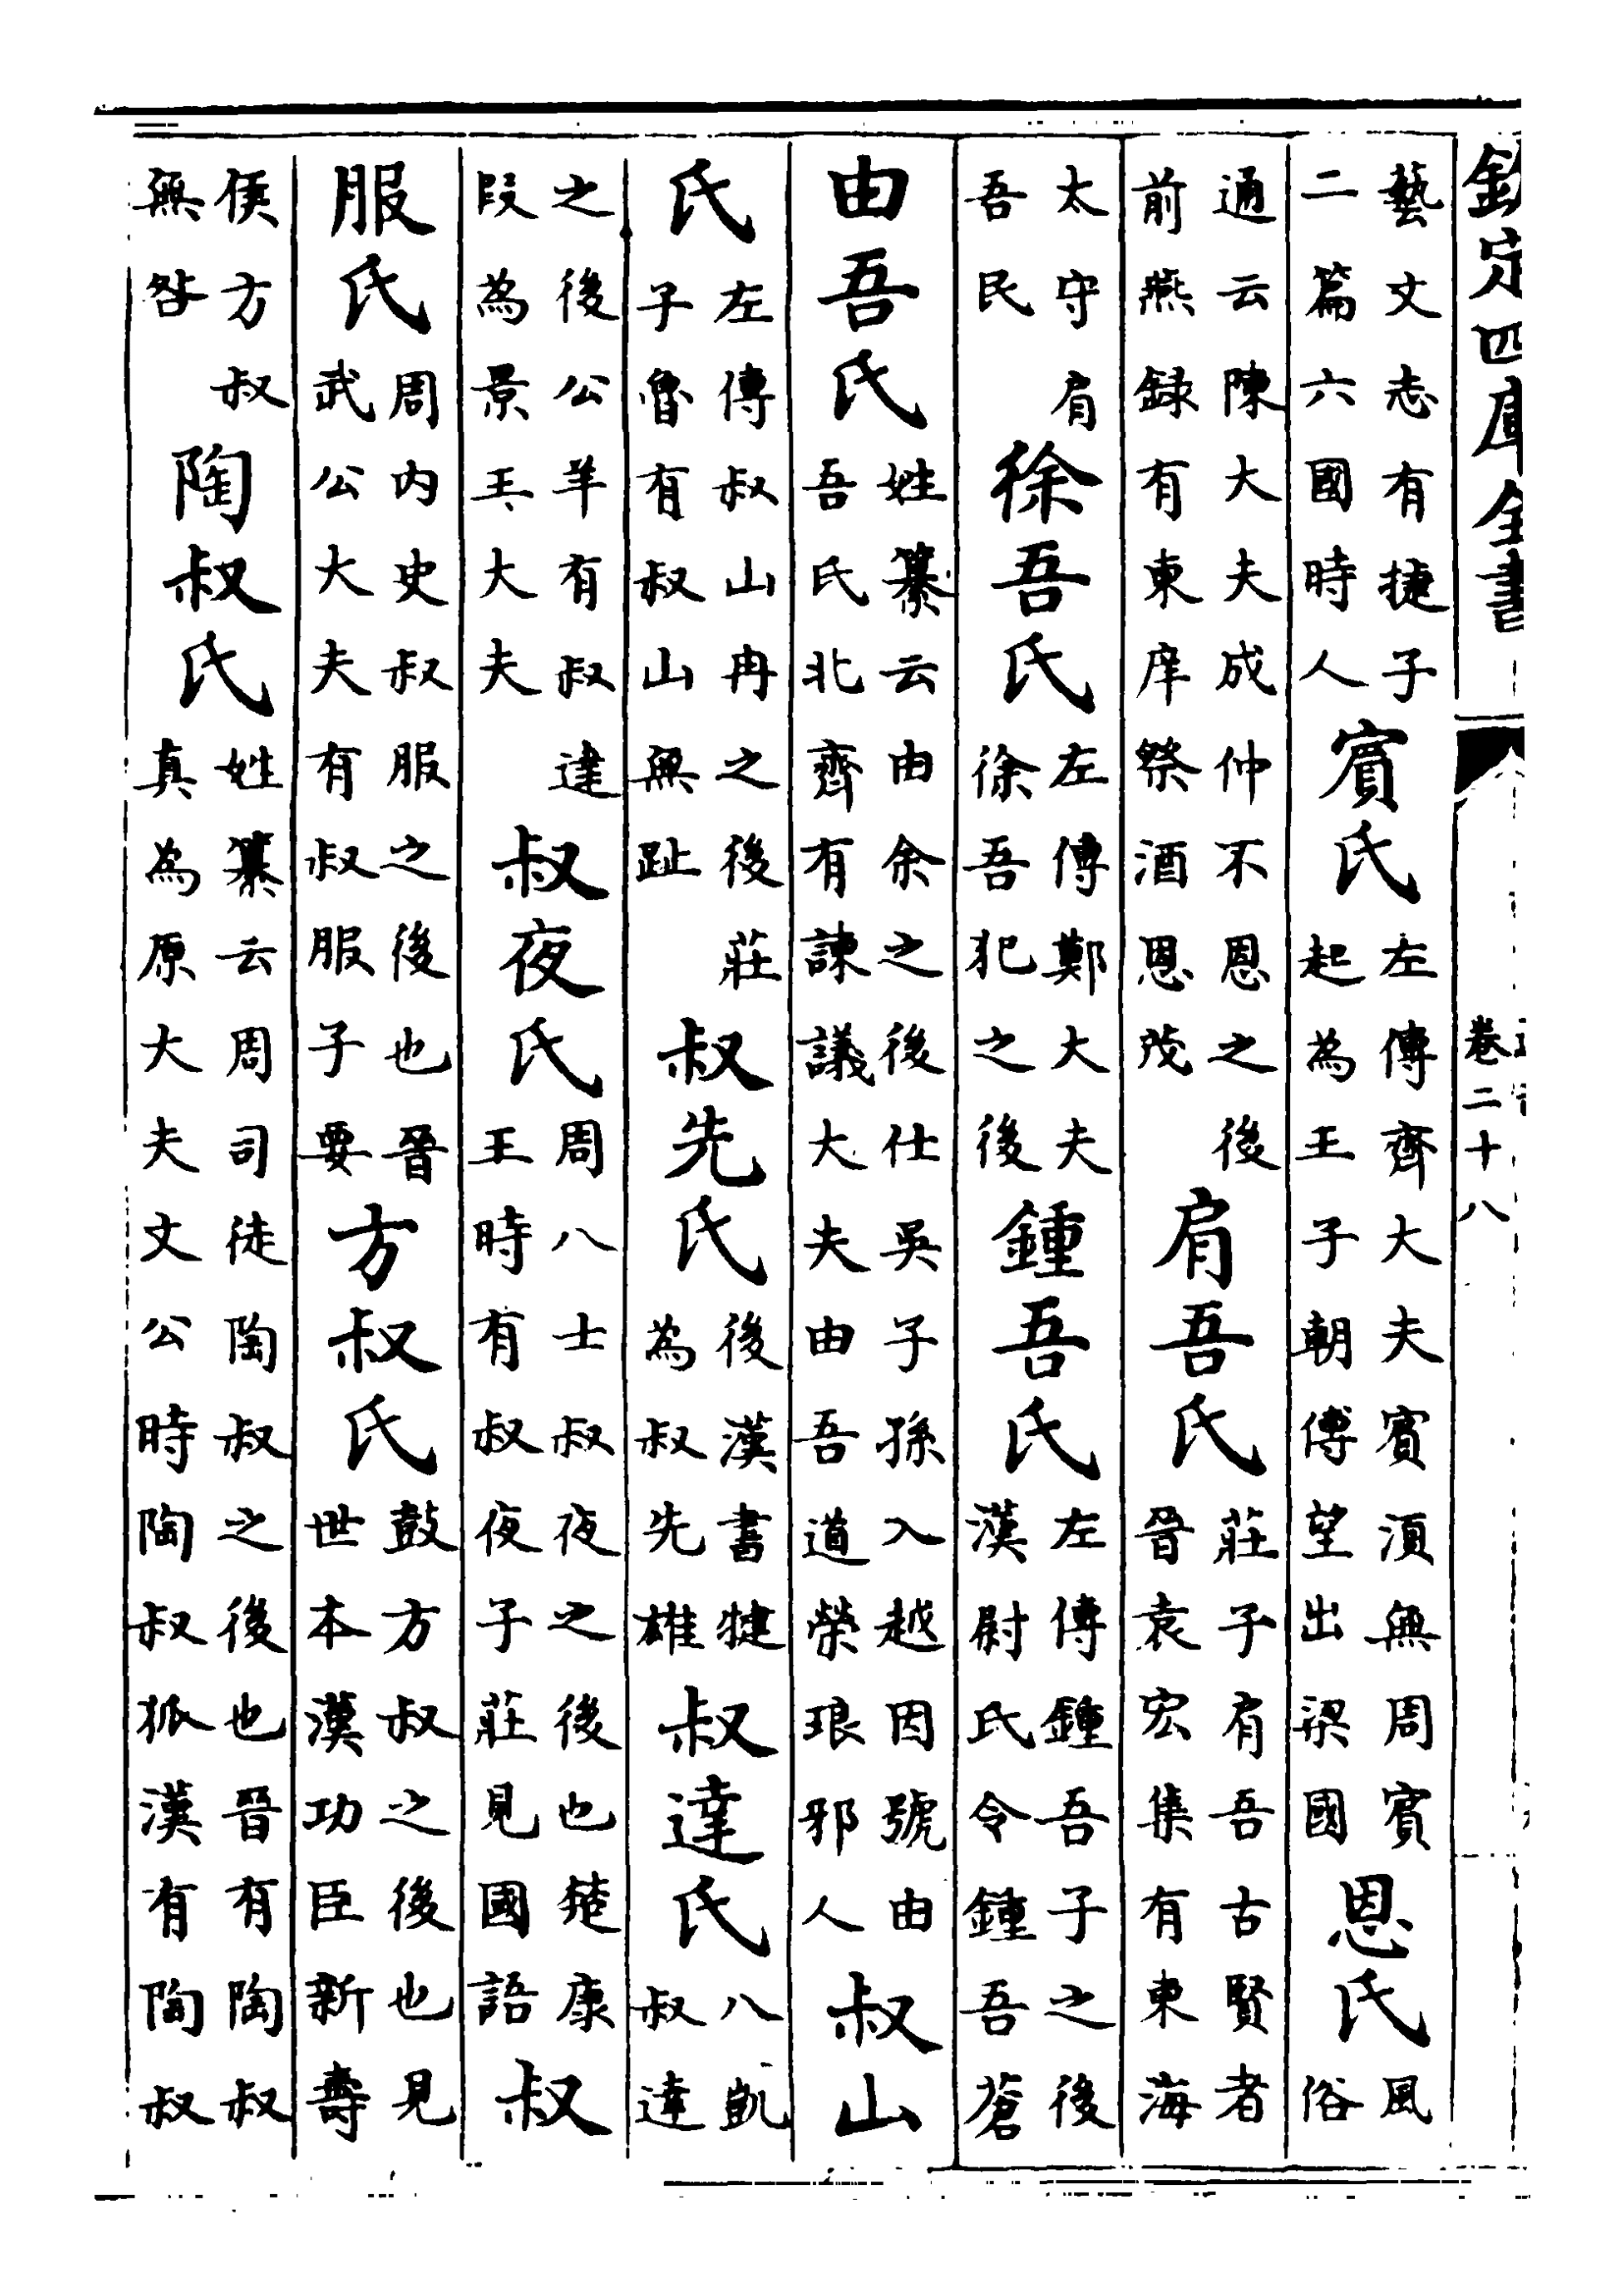 欽定四庫全書 卷二十八
藝文志有捷子二篇六國時人賓氏左傳齊大夫賓湏無周賓起為王子朝傅望出梁國恩氏風俗
通云陳大夫成仲不恩之後前燕録有東庠祭酒恩茂肩吾氏莊子肩吾古賢者晉袁宏集有東海
太守肩吾民徐吾氏左傳鄭大夫徐吾犯之後鍾吾氏左傳鍾吾子之後漢尉氏令鍾吾蒼
由吾氏姓纂云由余之後仕吳子孫入越因號由吾氏北齊有諫議大夫由吾道榮琅邪人叔山
氏左傳叔山冉之後莊子魯有叔山無趾叔先氏後漢書犍為叔先雄叔達氏八凱叔達
之後公羊有叔達段為景王大夫叔夜氏周八士叔夜之後也楚康王時有叔夜子莊見國語叔
服氏周内史叔服之後也晉武公大夫有叔服子要方叔氏鼓方叔之後也見世本漢功臣新壽
侯方叔無咎陶叔氏姓纂云周司徒陶叔之後也晉有陶叔真為原大夫文公時陶叔狐漢有陶叔